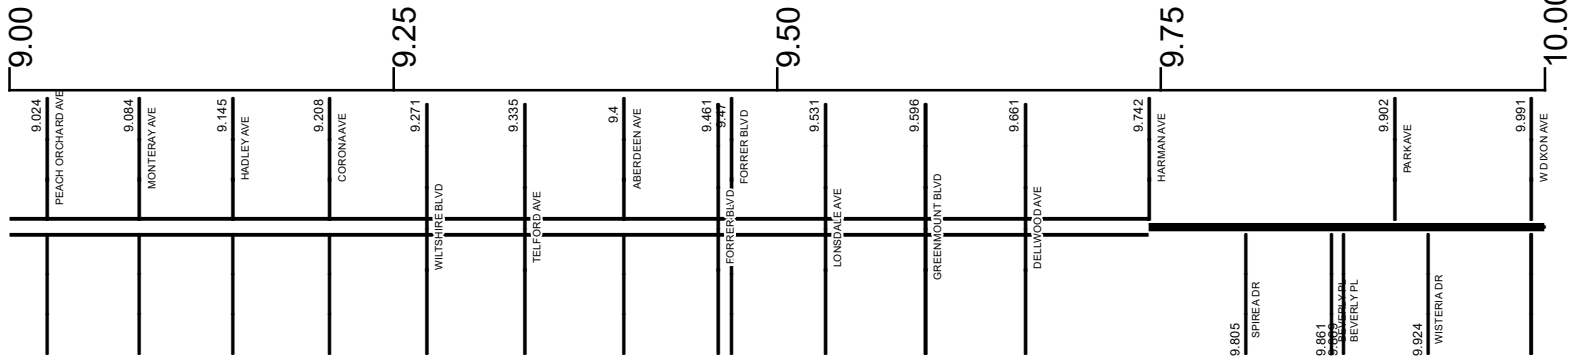 9.00
9.25
9.50
9.75
10.00
9.024
PEACH ORCHARD AVE
9.084
MONTERAY AVE
9.145
HADLEY AVE
9.208
CORONA AVE
9.271
WILTSHIRE BLVD
9.335
TELFORD AVE
9.4
ABERDEEN AVE
9.461
FORRER BLVD
9.47
FORRER BLVD
9.531
LONSDALE AVE
9.596
GREENMOUNT BLVD
9.661
DELLWOOD AVE
9.742
HARMAN AVE
9.805
SPIREA DR
9.861
BEVERLY PL
BEVERLY PL
9.902
PARK AVE
9.924
WISTERIA DR
9.991
W DIXON AVE